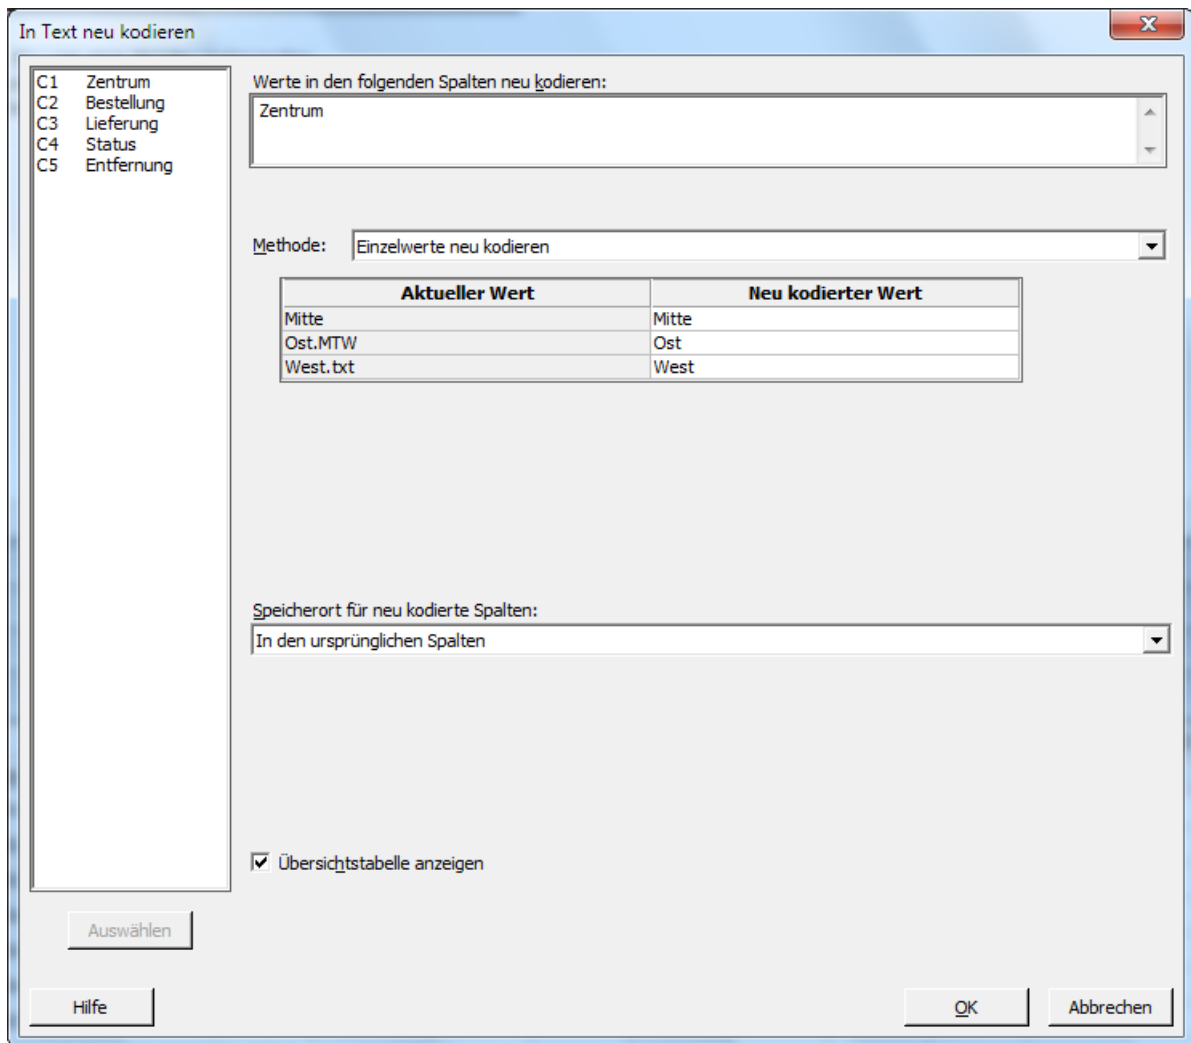 In Text neu kodieren
C1 Zentrum
C2 Bestellung
C3 Lieferung
C4 Status
C5 Entfernung
Werte in den folgenden Spalten neu kodieren:
Zentrum
Methode: Einzelwerte neu kodieren
Aktueller Wert Neu kodierter Wert
Mitte Mitte
Ost.MTW Ost
West.txt West
Speicherort für neu kodierte Spalten:
In den ursprünglichen Spalten
Übersichtstabelle anzeigen
Auswählen
Hilfe OK Abbrechen